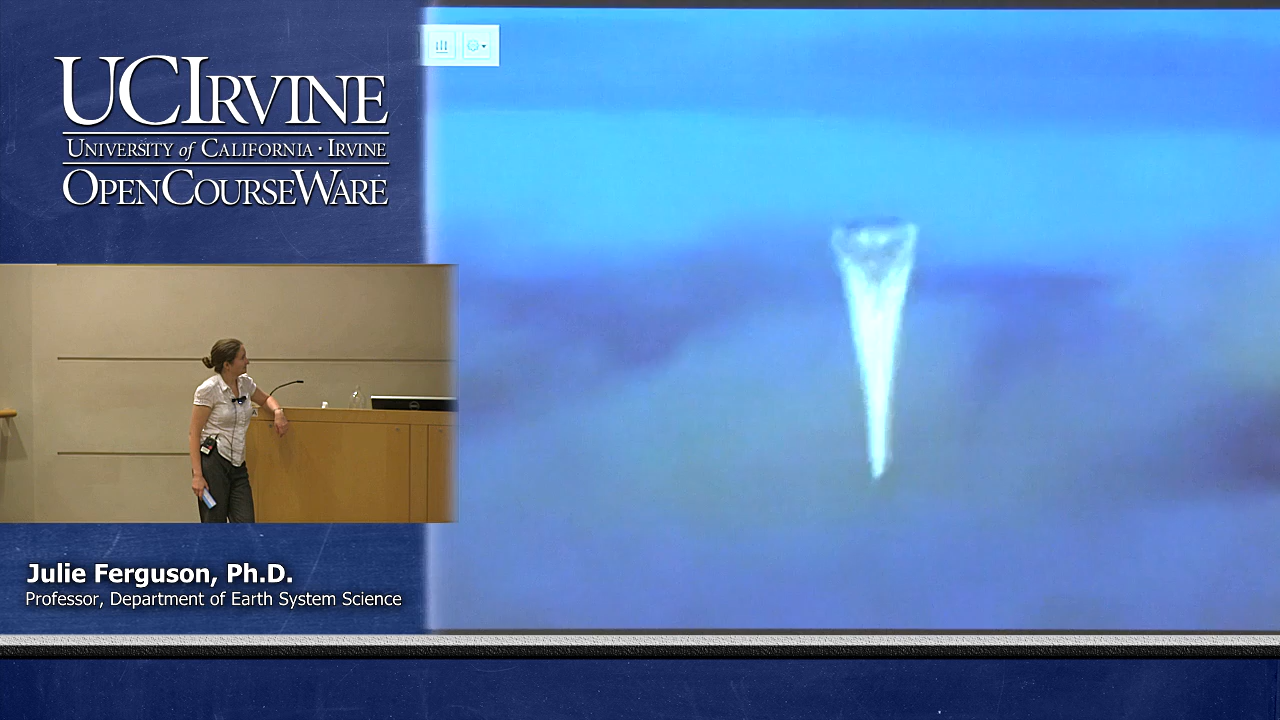 UCIRVINE
UNIVERSITY of CALIFORNIA · IRVINE
OPENCOURSEWARE
Julie Ferguson, Ph.D.
Professor, Department of Earth System Science